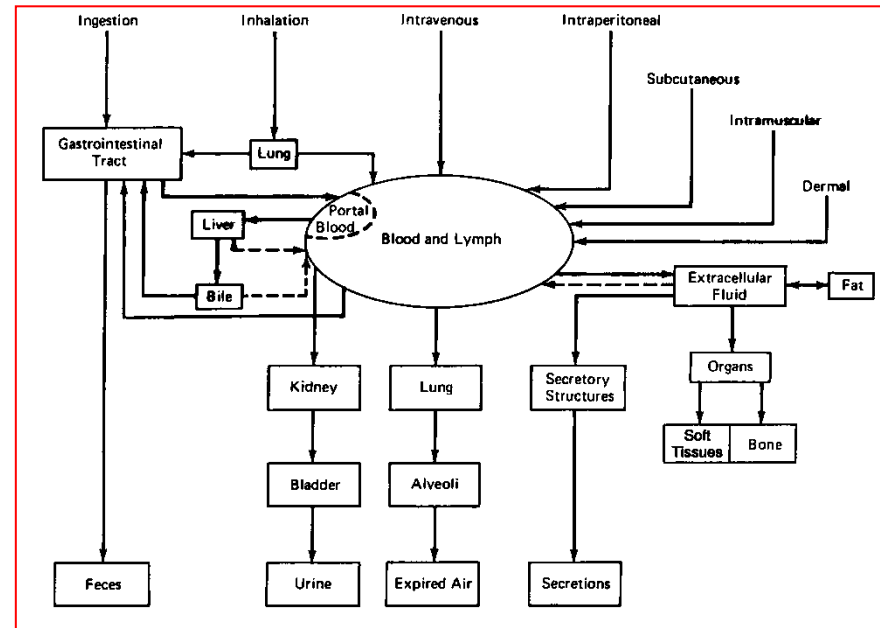 Ingestion
Inhalation
Intravenous
Intraperitoneal
Subcutaneous
Intramuscular
Dermal
Gastrointestinal
Tract
Lung
Portal
Blood
Liver
Blood and Lymph
Bile
Extracellular
Fluid
Fat
Kidney
Lung
Secretory
Structures
Organs
Soft
Tissues
Bone
Bladder
Alveoli
Feces
Urine
Expired Air
Secretions